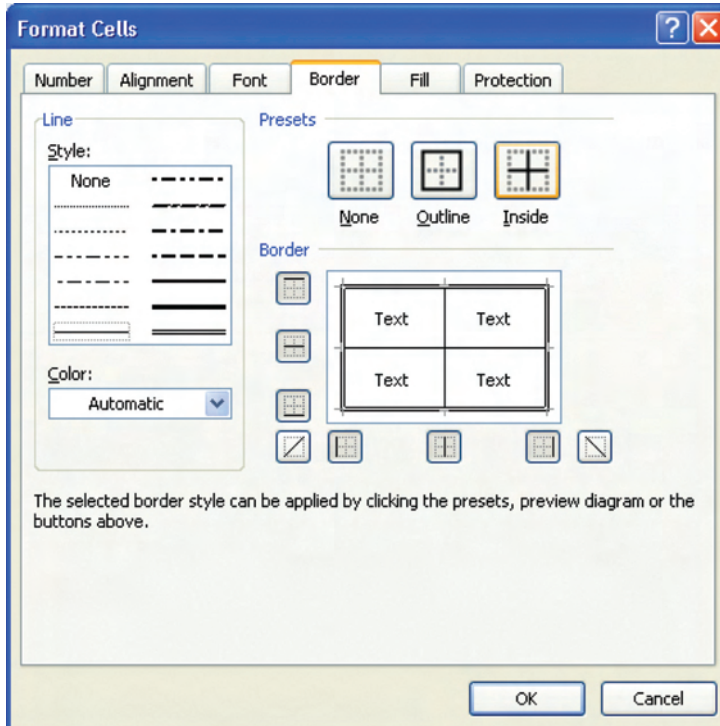 Format Cells
Number Alignment Font Border Fill Protection
Line
Style:
None
Color:
Automatic
Presets
None Outline Inside
Border
Text Text
Text Text
The selected border style can be applied by clicking the presets, preview diagram or the
buttons above.
OK Cancel